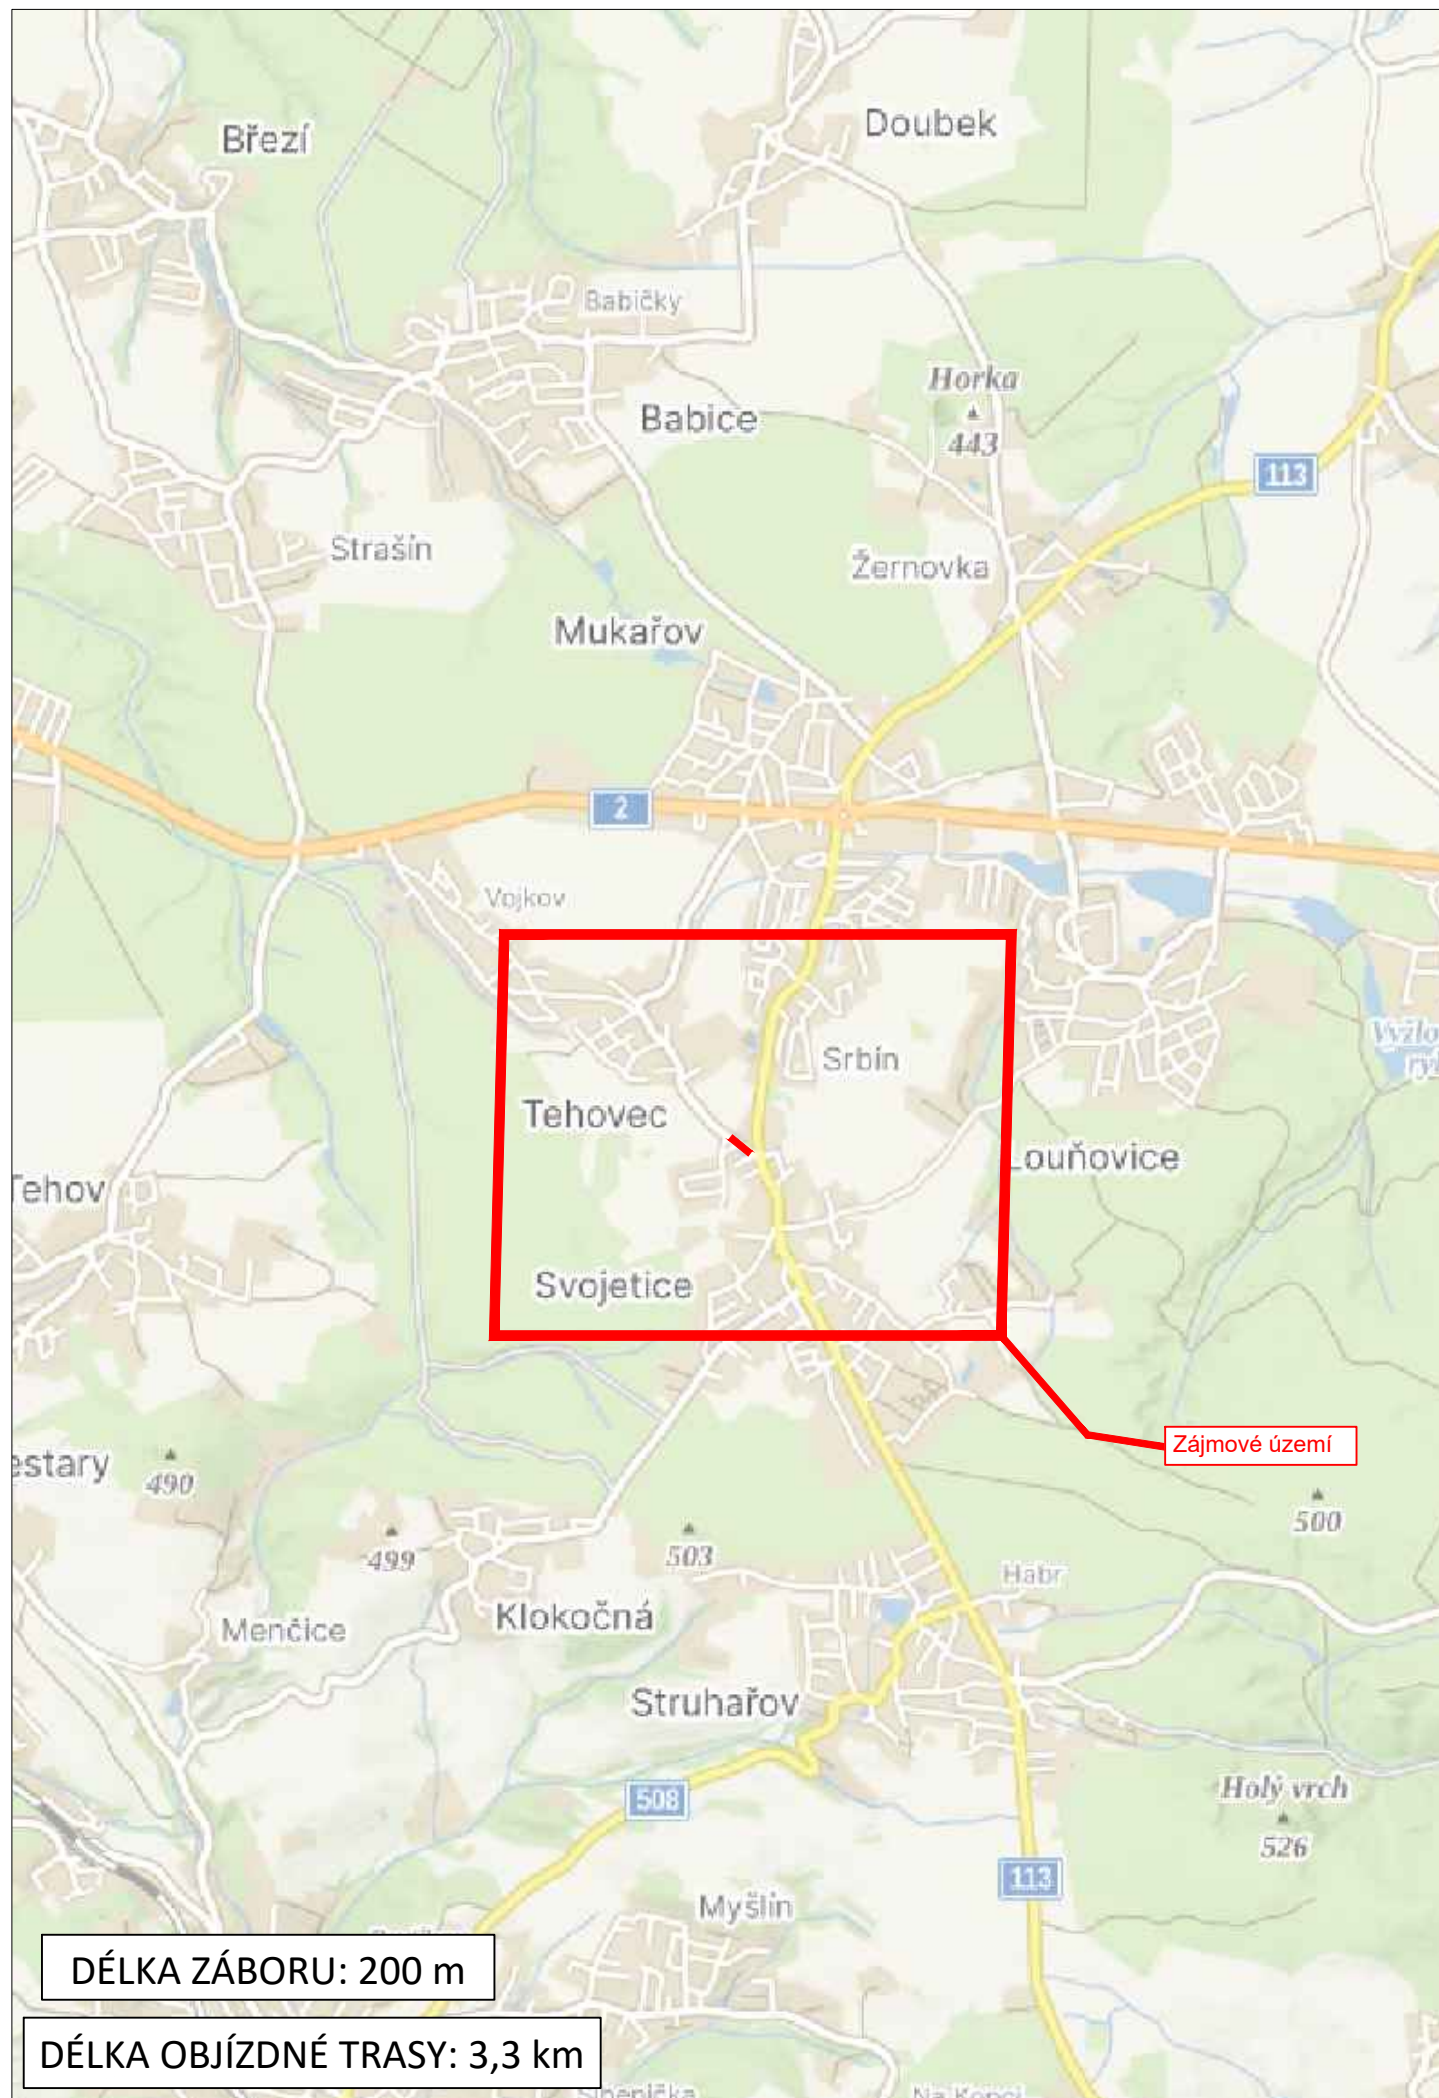 Doubek
Březí
Babičky
Horka
443
Babice
113
Strašín
Žernovka
Mukařov
2
Vojkov
Srbín
Tehovec
Louňovice
Tehov
Svojetice
Zájmové území
490
500
499
503
Habr
Klokočná
Menčice
Struhařov
Holý vrch
508
526
113
Myšlín
DÉLKA ZÁBORU: 200 m
DÉLKA OBJÍZDNÉ TRASY: 3,3 km